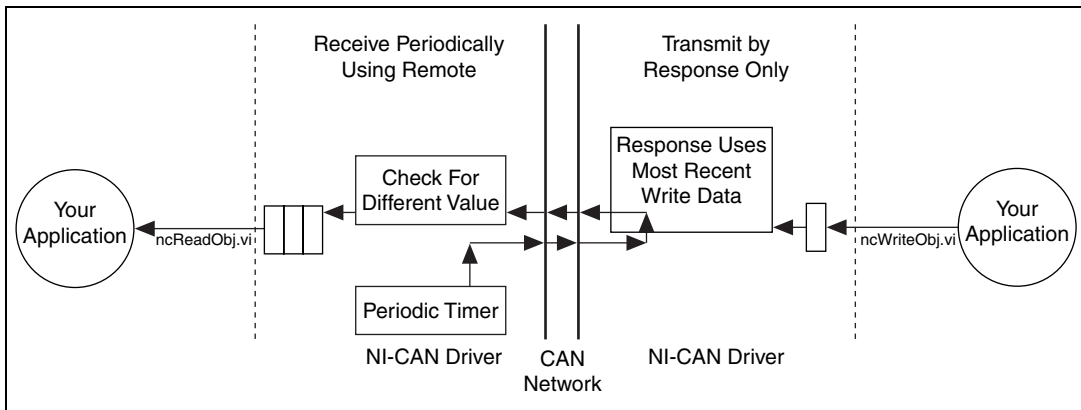 Receive Periodically
Using Remote
Transmit by
Response Only
Your
Application
ncReadObj.vi
Check For
Different Value
Periodic Timer
Response Uses
Most Recent
Write Data
ncWriteObj.vi
Your
Application
NI-CAN Driver
CAN
Network
NI-CAN Driver